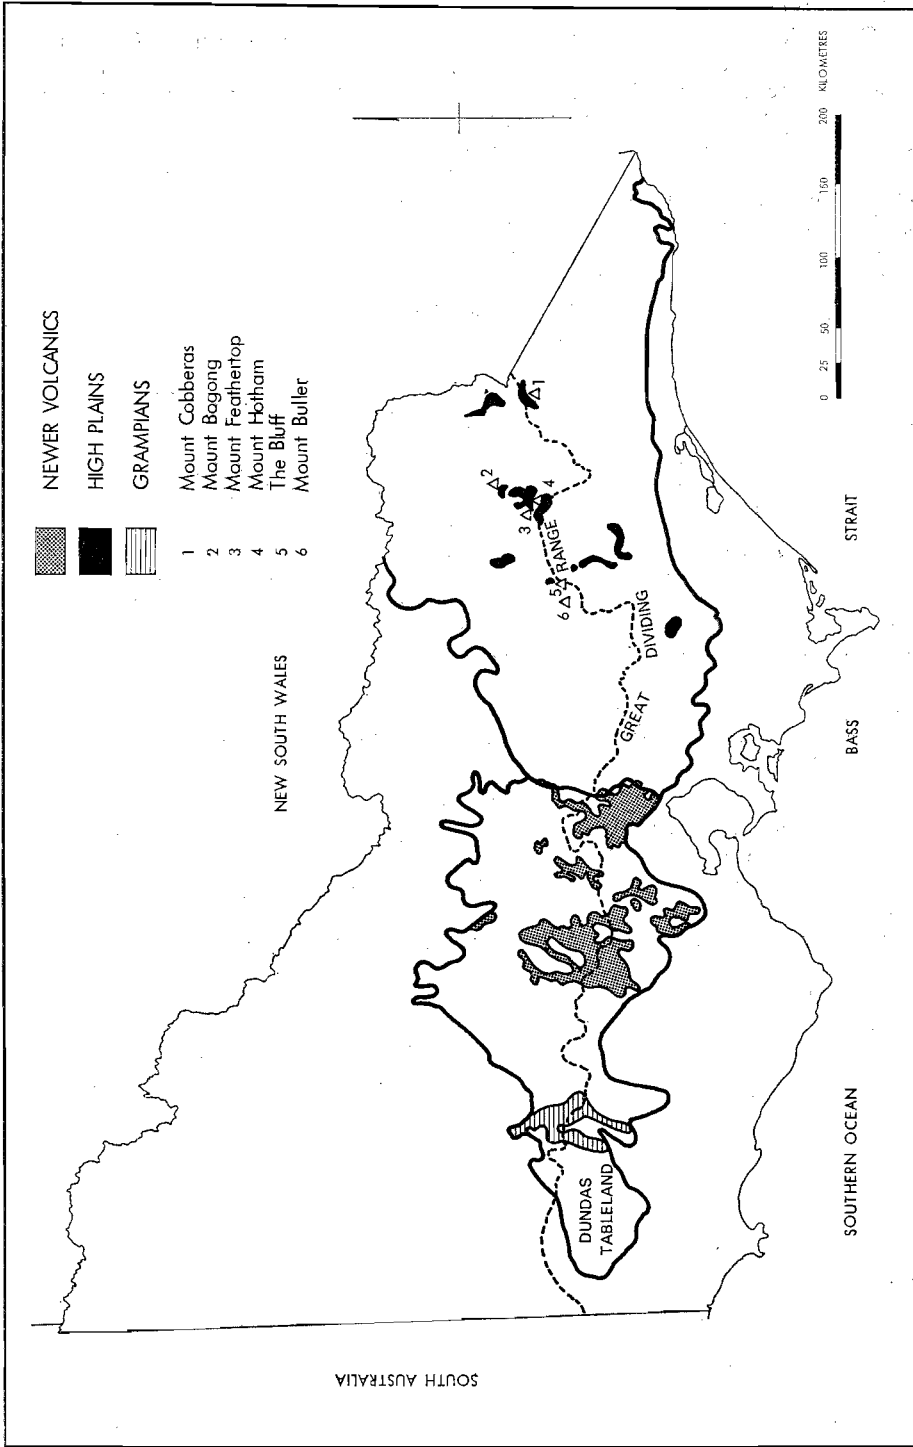 NEWER VOLCANICS
HIGH PLAINS
GRAMPIANS
1 Mount Cobberas
2 Mount Bogong
3 Mount Feathertop
4 Mount Hotham
5 The Bluff
6 Mount Buller
NEW SOUTH WALES
SOUTH AUSTRALIA
DUNDAS
TABLELAND
GREAT
DIVIDING
RANGE
1
2
3
4
5
6
SOUTHERN OCEAN
BASS
STRAIT
0 25 50 100 150 200 KILOMETRES